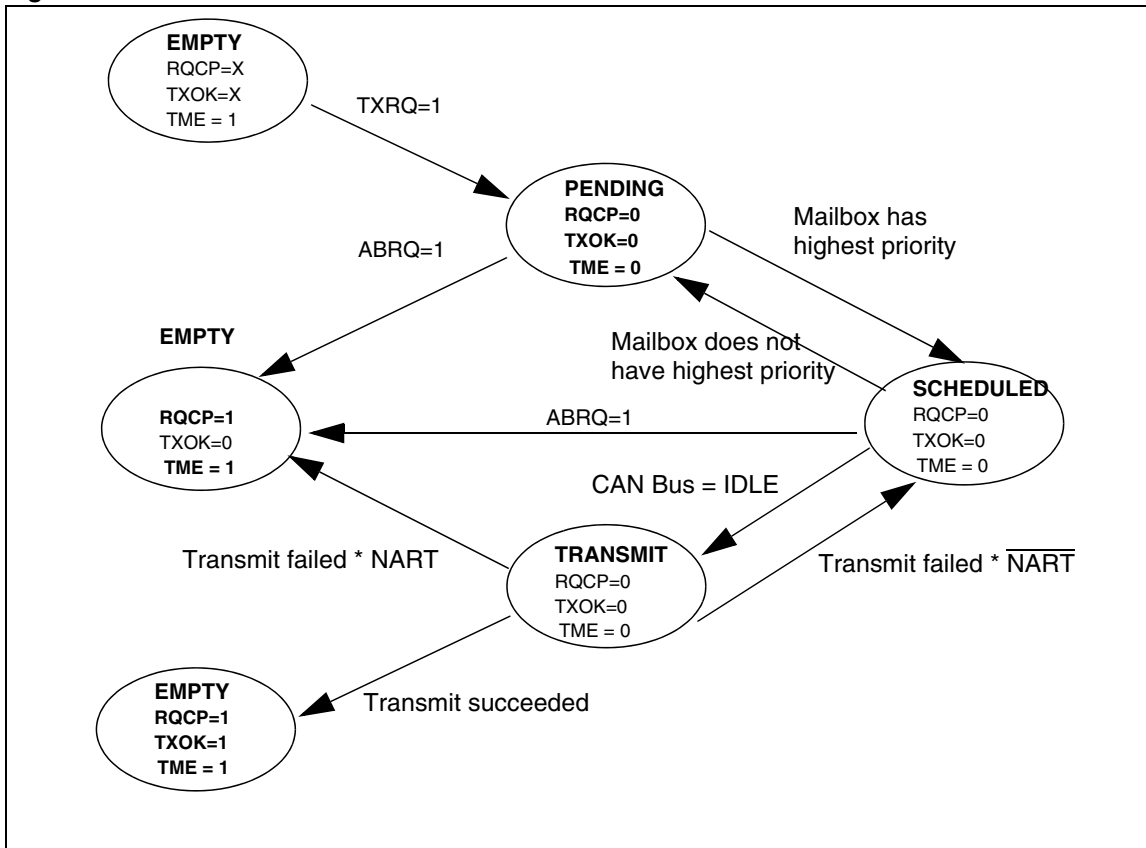 EMPTY
RQCP=X
TXOK=X
TME = 1
TXRQ=1
PENDING
RQCP=0
TXOK=0
TME = 0
Mailbox has
highest priority
ABRQ=1
EMPTY
RQCP=1
TXOK=0
TME = 1
Mailbox does not
have highest priority
SCHEDULED
RQCP=0
TXOK=0
TME = 0
ABRQ=1
CAN Bus = IDLE
Transmit failed * NART
TRANSMIT
RQCP=0
TXOK=0
TME = 0
Transmit failed * N̅A̅R̅T̅
EMPTY
RQCP=1
TXOK=1
TME = 1
Transmit succeeded